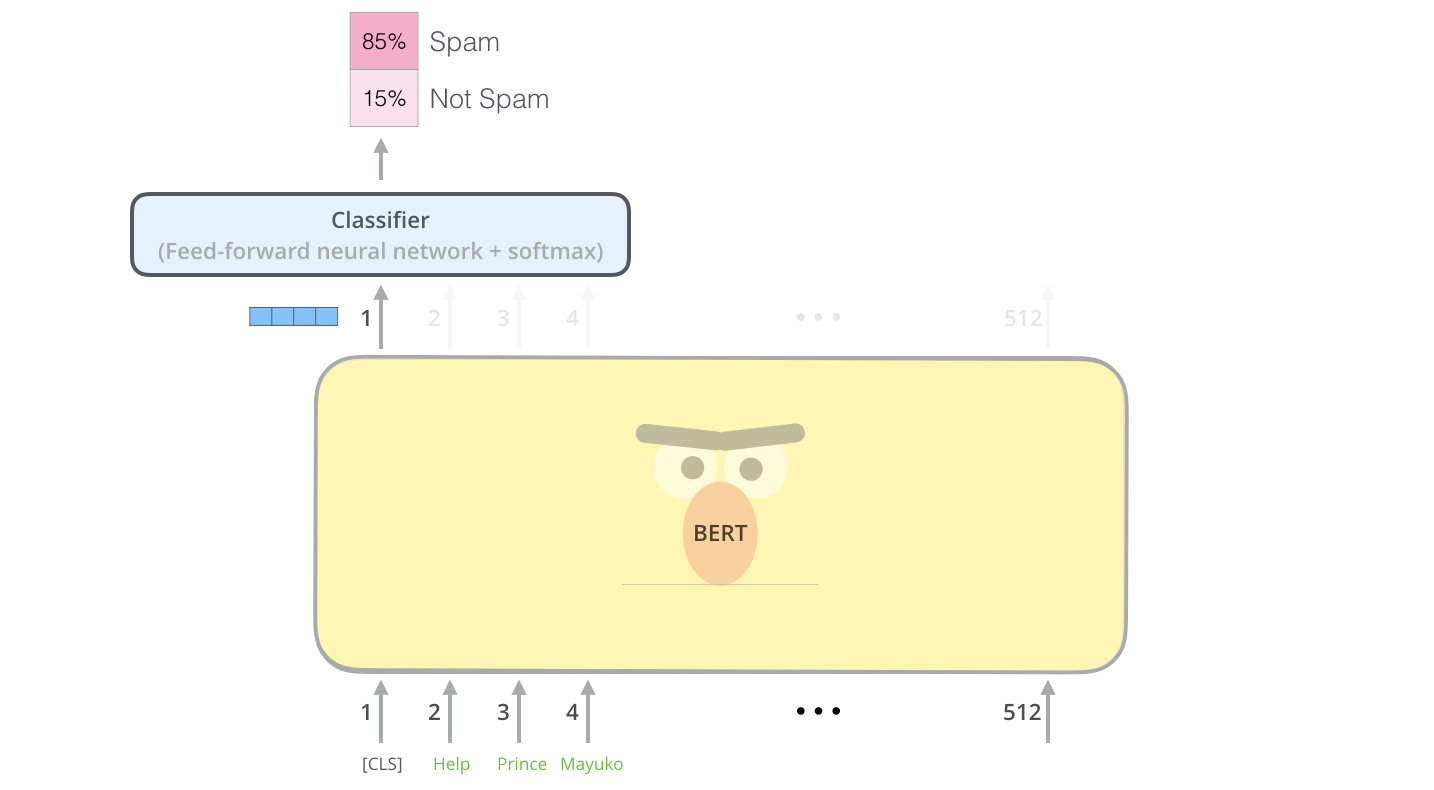 85% Spam
15% Not Spam
Classifier
(Feed-forward neural network + softmax)
1 2 3 4 ••• 512
BERT
1 2 3 4 ••• 512
[CLS] Help Prince Mayuko